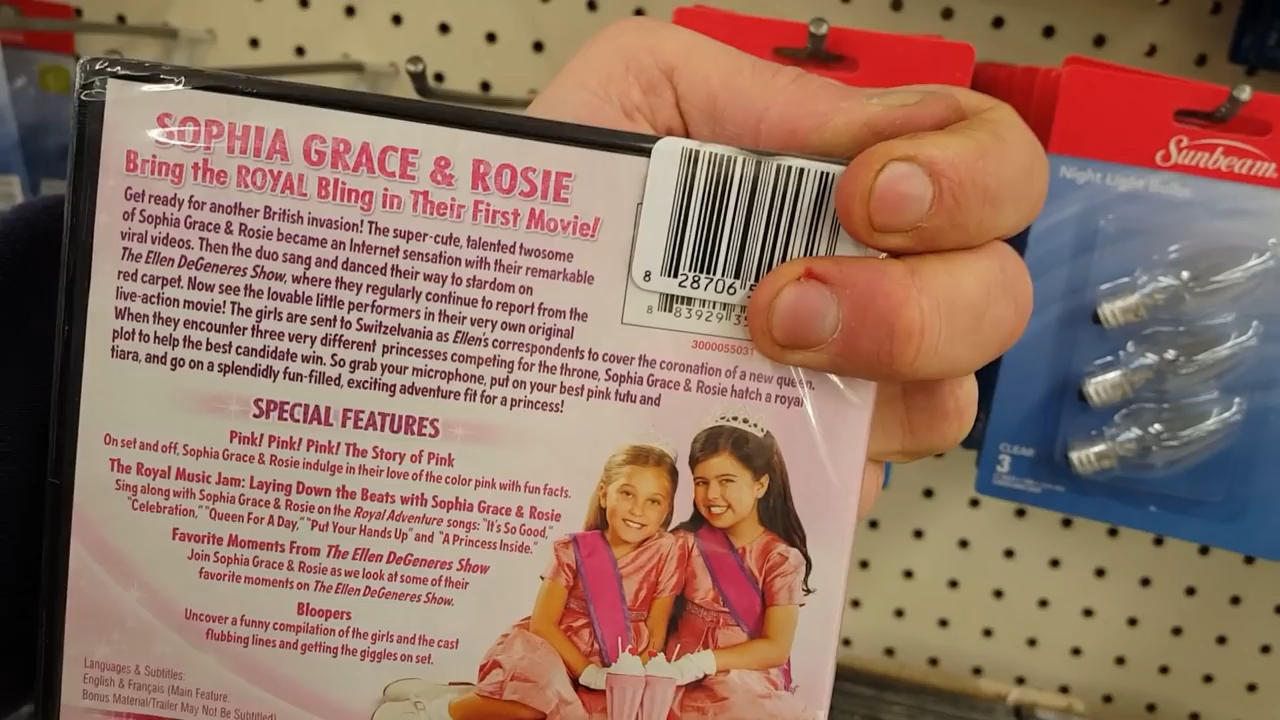 SOPHIA GRACE & ROSIE
Bring the ROYAL Bling in Their First Movie!
Get ready for another British invasion! The super-cute, talented twosome
of Sophia Grace & Rosie became an Internet sensation with their remarkable
viral videos. Then the duo sang and danced their way to stardom on
The Ellen DeGeneres Show, where they regularly continue to report from the
red carpet. Now see the lovable little performers in their very own original
live-action movie! The girls are sent to Switzelvania as Ellen's correspondents to cover the coronation of a new queen.
When they encounter three very different princesses competing for the throne, Sophia Grace & Rosie hatch a royal
plot to help the best candidate win. So grab your microphone, put on your best pink tutu and
tiara, and go on a splendidly fun-filled, exciting adventure fit for a princess!
8 28706
8 83929 3
3000055031
SPECIAL FEATURES
Pink! Pink! Pink! The Story of Pink
On set and off, Sophia Grace & Rosie indulge in their love of the color pink with fun facts.
The Royal Music Jam: Laying Down the Beats with Sophia Grace & Rosie
Sing along with Sophia Grace & Rosie on the Royal Adventure songs: "It's So Good,"
"Celebration," "Queen For A Day," "Put Your Hands Up" and "A Princess Inside."
Favorite Moments From The Ellen DeGeneres Show
Join Sophia Grace & Rosie as we look at some of their
favorite moments on The Ellen DeGeneres Show.
Bloopers
Uncover a funny compilation of the girls and the cast
flubbing lines and getting the giggles on set.
Languages & Subtitles:
English & Français (Main Feature.
Bonus Material/Trailer May Not Be Subtitled)
Sunbeam
Night Light Bulbs
CLEAR
3